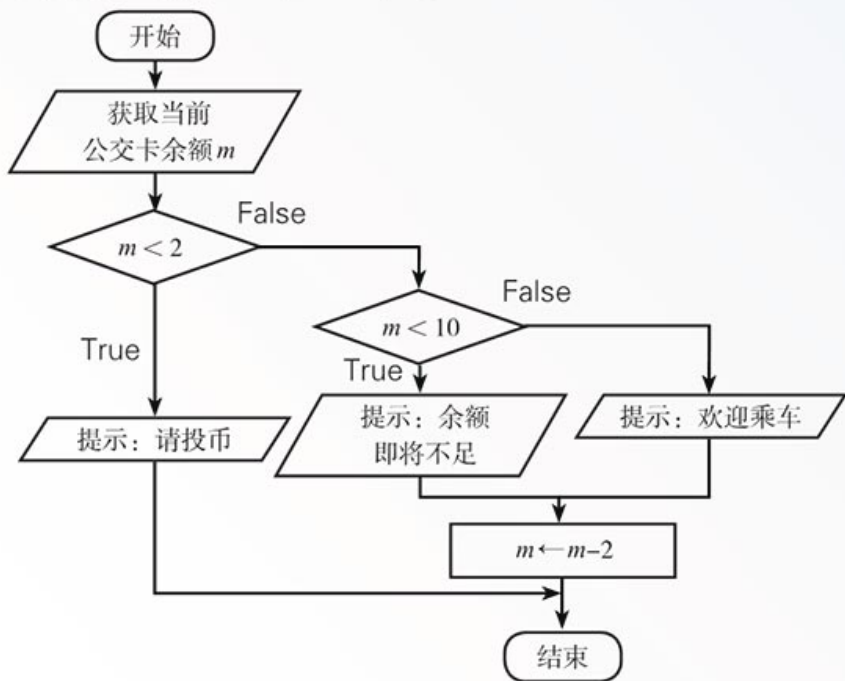 开始
获取当前
公交卡余额m
m < 2
False
True
m < 10
False
True
提示：请投币
提示：余额
即将不足
提示：欢迎乘车
m←m−2
结束